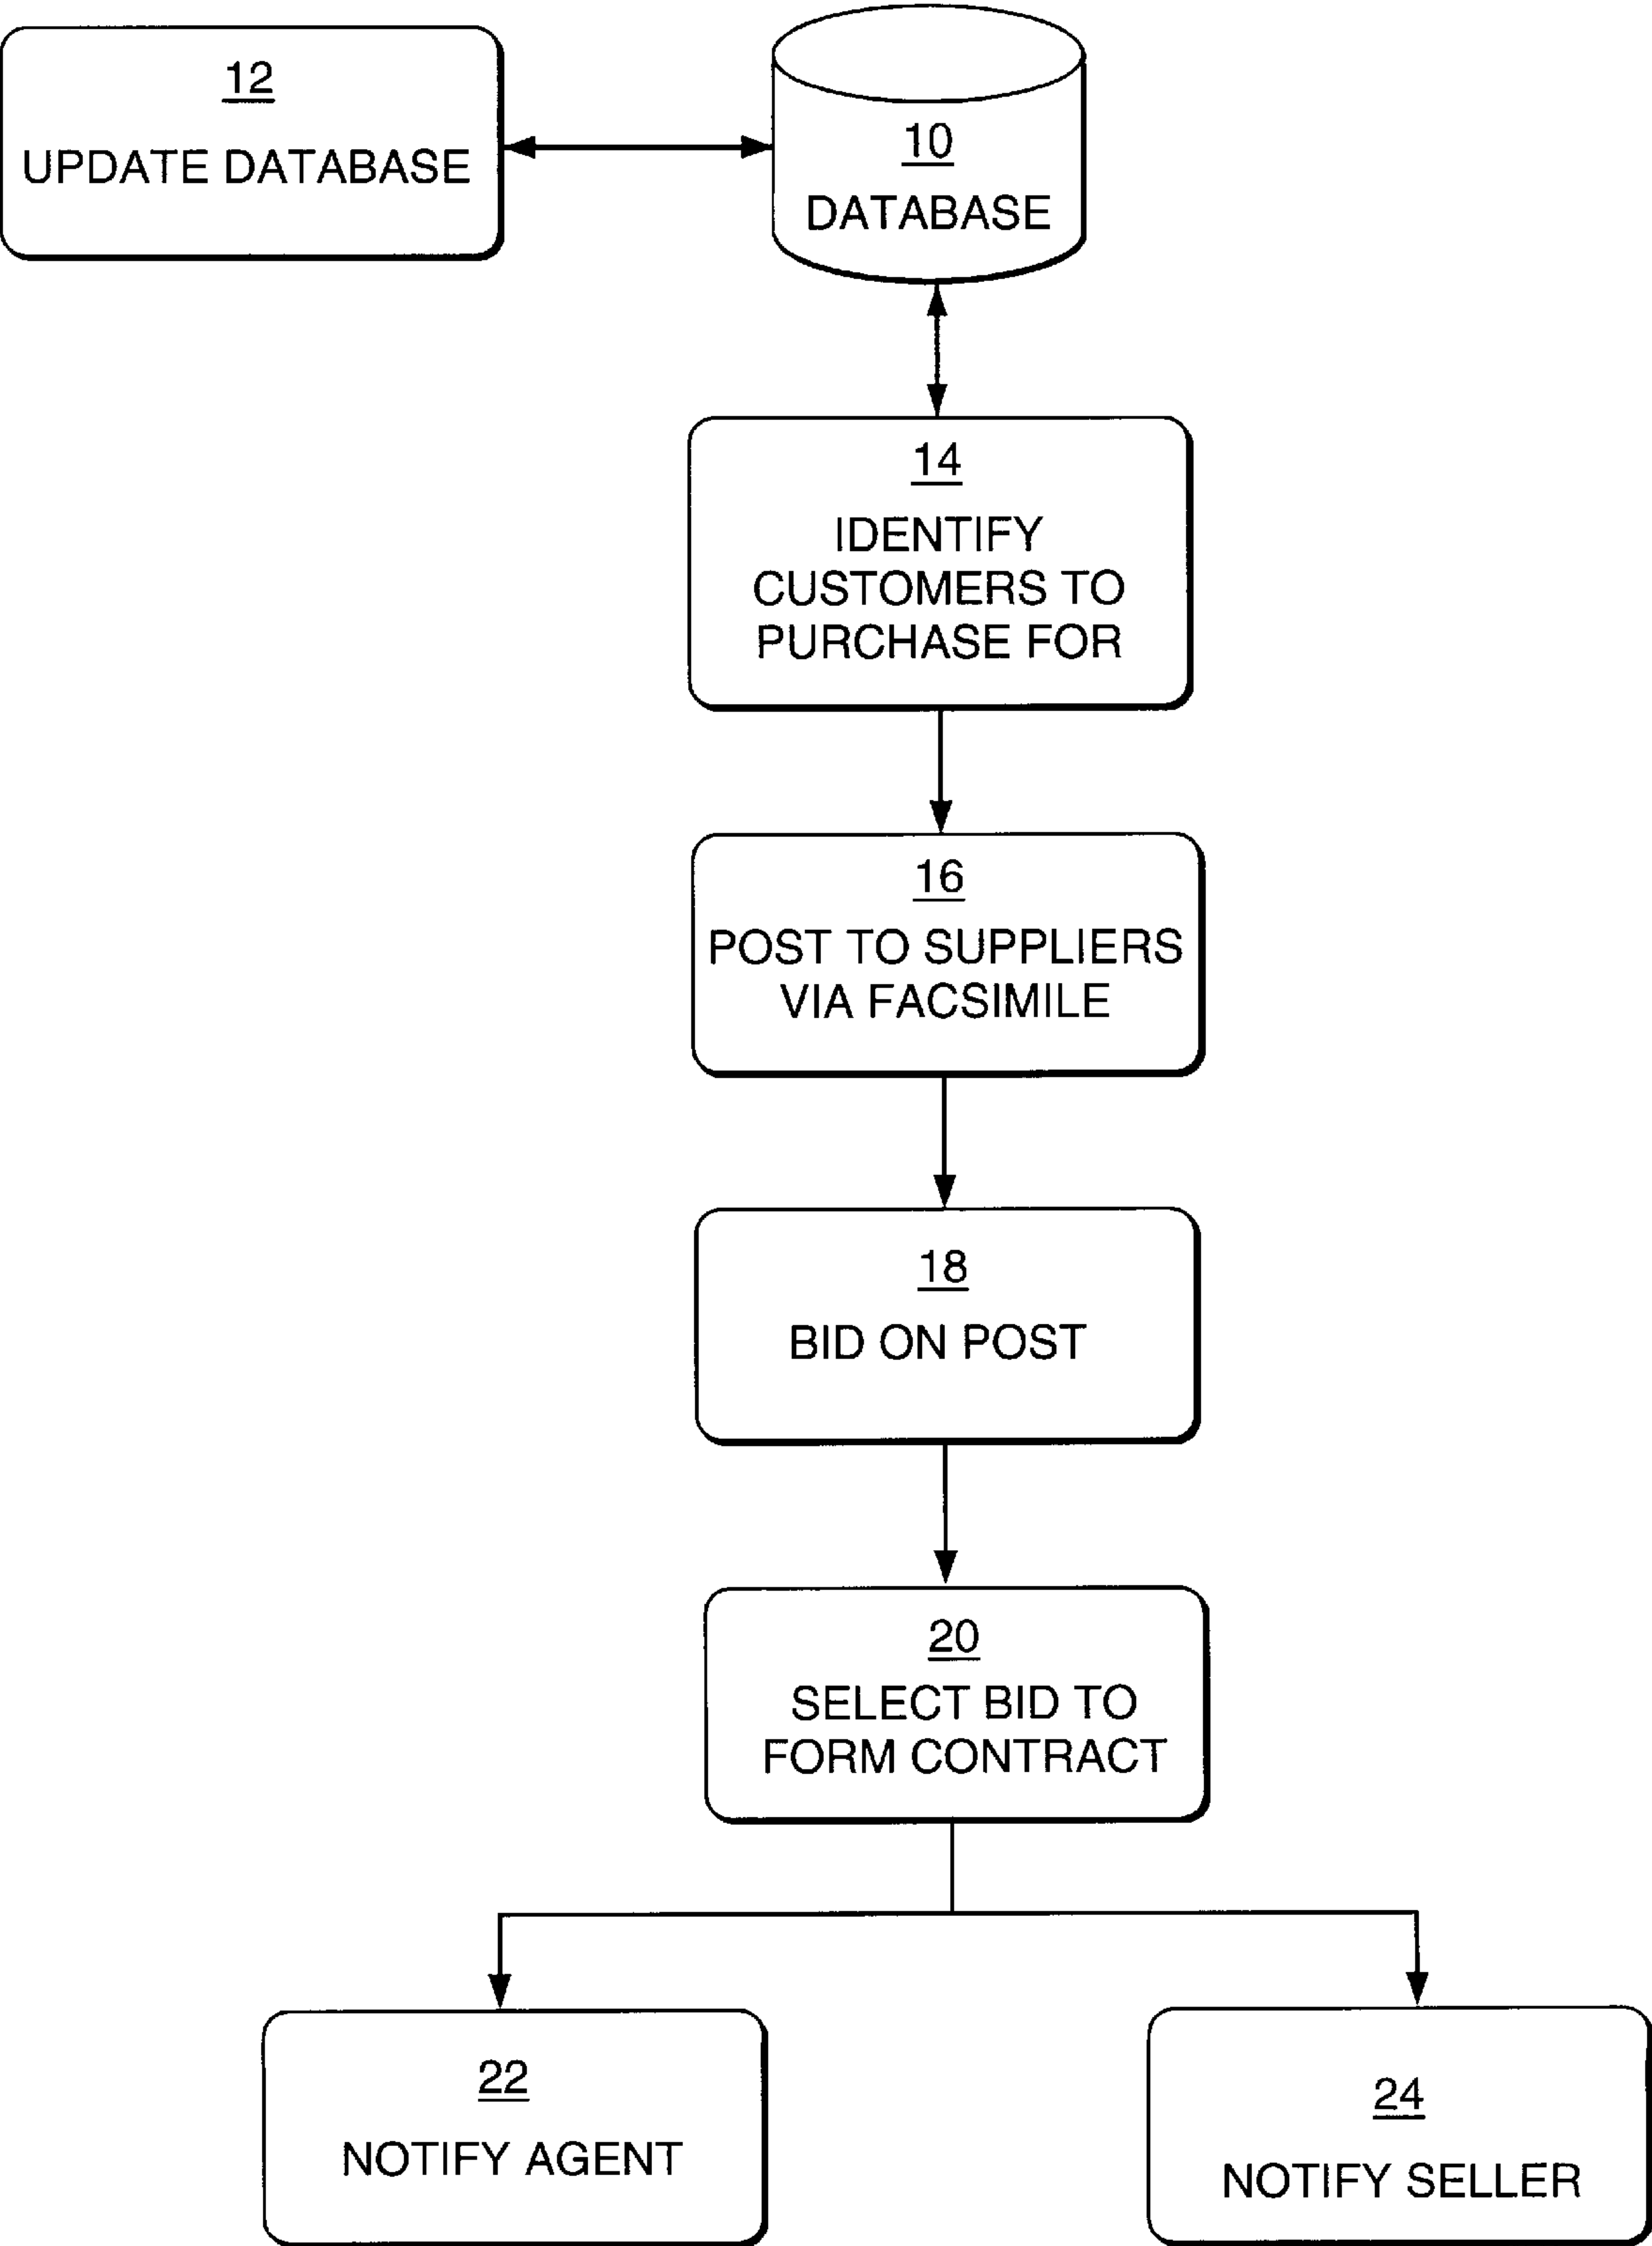 12
UPDATE DATABASE
10
DATABASE
14
IDENTIFY
CUSTOMERS TO
PURCHASE FOR
16
POST TO SUPPLIERS
VIA FACSIMILE
18
BID ON POST
20
SELECT BID TO
FORM CONTRACT
22
NOTIFY AGENT
24
NOTIFY SELLER